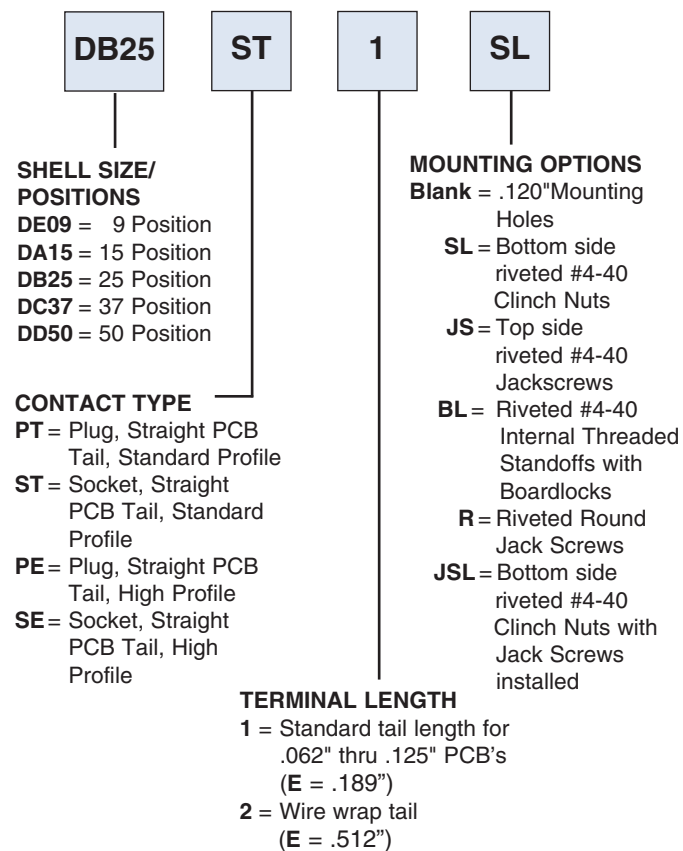 DB25 ST 1 SL
SHELL SIZE/
POSITIONS
DE09 = 9 Position
DA15 = 15 Position
DB25 = 25 Position
DC37 = 37 Position
DD50 = 50 Position
CONTACT TYPE
PT = Plug, Straight PCB
Tail, Standard Profile
ST = Socket, Straight
PCB Tail, Standard
Profile
PE = Plug, Straight PCB
Tail, High Profile
SE = Socket, Straight
PCB Tail, High
Profile
TERMINAL LENGTH
1 = Standard tail length for
.062" thru .125" PCB's
(E = .189”)
2 = Wire wrap tail
(E = .512”)
MOUNTING OPTIONS
Blank = .120"Mounting
Holes
SL = Bottom side
riveted #4-40
Clinch Nuts
JS = Top side
riveted #4-40
Jackscrews
BL = Riveted #4-40
Internal Threaded
Standoffs with
Boardlocks
R = Riveted Round
Jack Screws
JSL = Bottom side
riveted #4-40
Clinch Nuts with
Jack Screws
installed